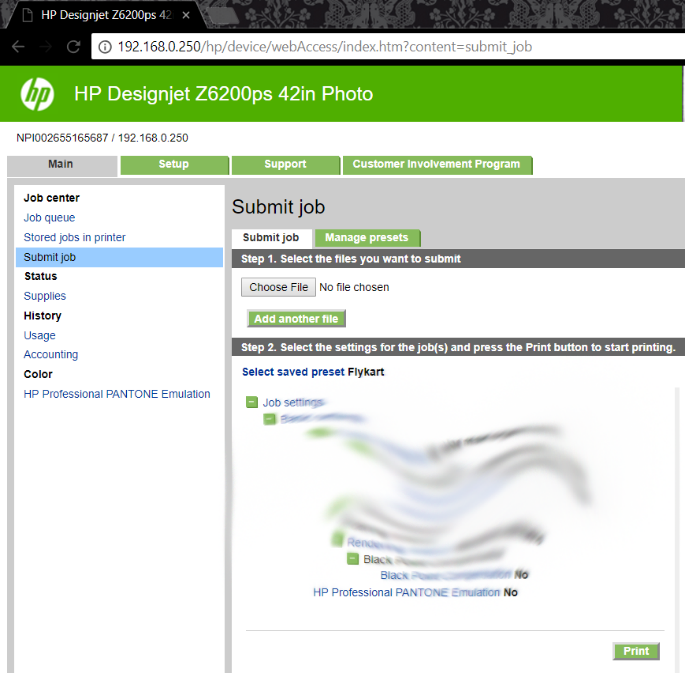 HP Designjet Z6200ps 42
192.168.0.250/hp/device/webAccess/index.htm?content=submit_job
hp
HP Designjet Z6200ps 42in Photo
NPI002655165687 / 192.168.0.250
Main Setup Support Customer Involvement Program
Job center
Job queue
Stored jobs in printer
Submit job
Status
Supplies
History
Usage
Accounting
Color
HP Professional PANTONE Emulation
Submit job
Submit job Manage presets
Step 1. Select the files you want to submit
Choose File No file chosen
Add another file
Step 2. Select the settings for the job(s) and press the Print button to start printing.
Select saved preset Flykart
Job settings
Rendering
Black
Black Point Compensation No
HP Professional PANTONE Emulation No
Print